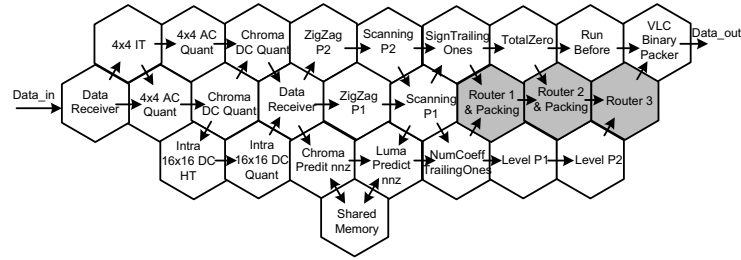 4x4 IT
4x4 AC
Quant
Chroma
DC Quant
ZigZag
P2
Scanning
P2
SignTrailing
Ones
TotalZero
Run
Before
VLC
Binary
Packer
Data_out
Data_in
Data
Receiver
4x4 AC
Quant
Chroma
DC Quant
Data
Receiver
ZigZag
P1
Scanning
P1
Router 1
& Packing
Router 2
& Packing
Router 3
Intra
16x16 DC
HT
Intra
16x16 DC
Quant
Chroma
Predit nnz
Luma
Predict
nnz
NumCoeff
TrailingOnes
Level P1
Level P2
Shared
Memory